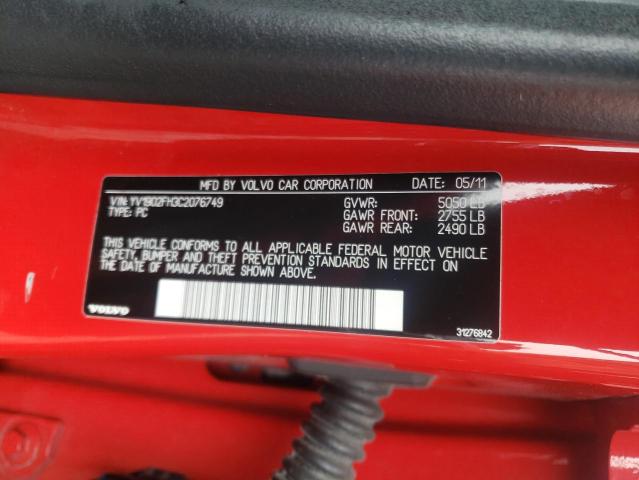 MFD BY VOLVO CAR CORPORATION DATE: 05/11
VIN: YV1902FH3C2076749 GVWR: 5050 LB
TYPE: PC GAWR FRONT: 2755 LB
GAWR REAR: 2490 LB
THIS VEHICLE CONFORMS TO ALL APPLICABLE FEDERAL MOTOR VEHICLE
SAFETY, BUMPER AND THEFT PREVENTION STANDARDS IN EFFECT ON
THE DATE OF MANUFACTURE SHOWN ABOVE.
VOLVO 31276842